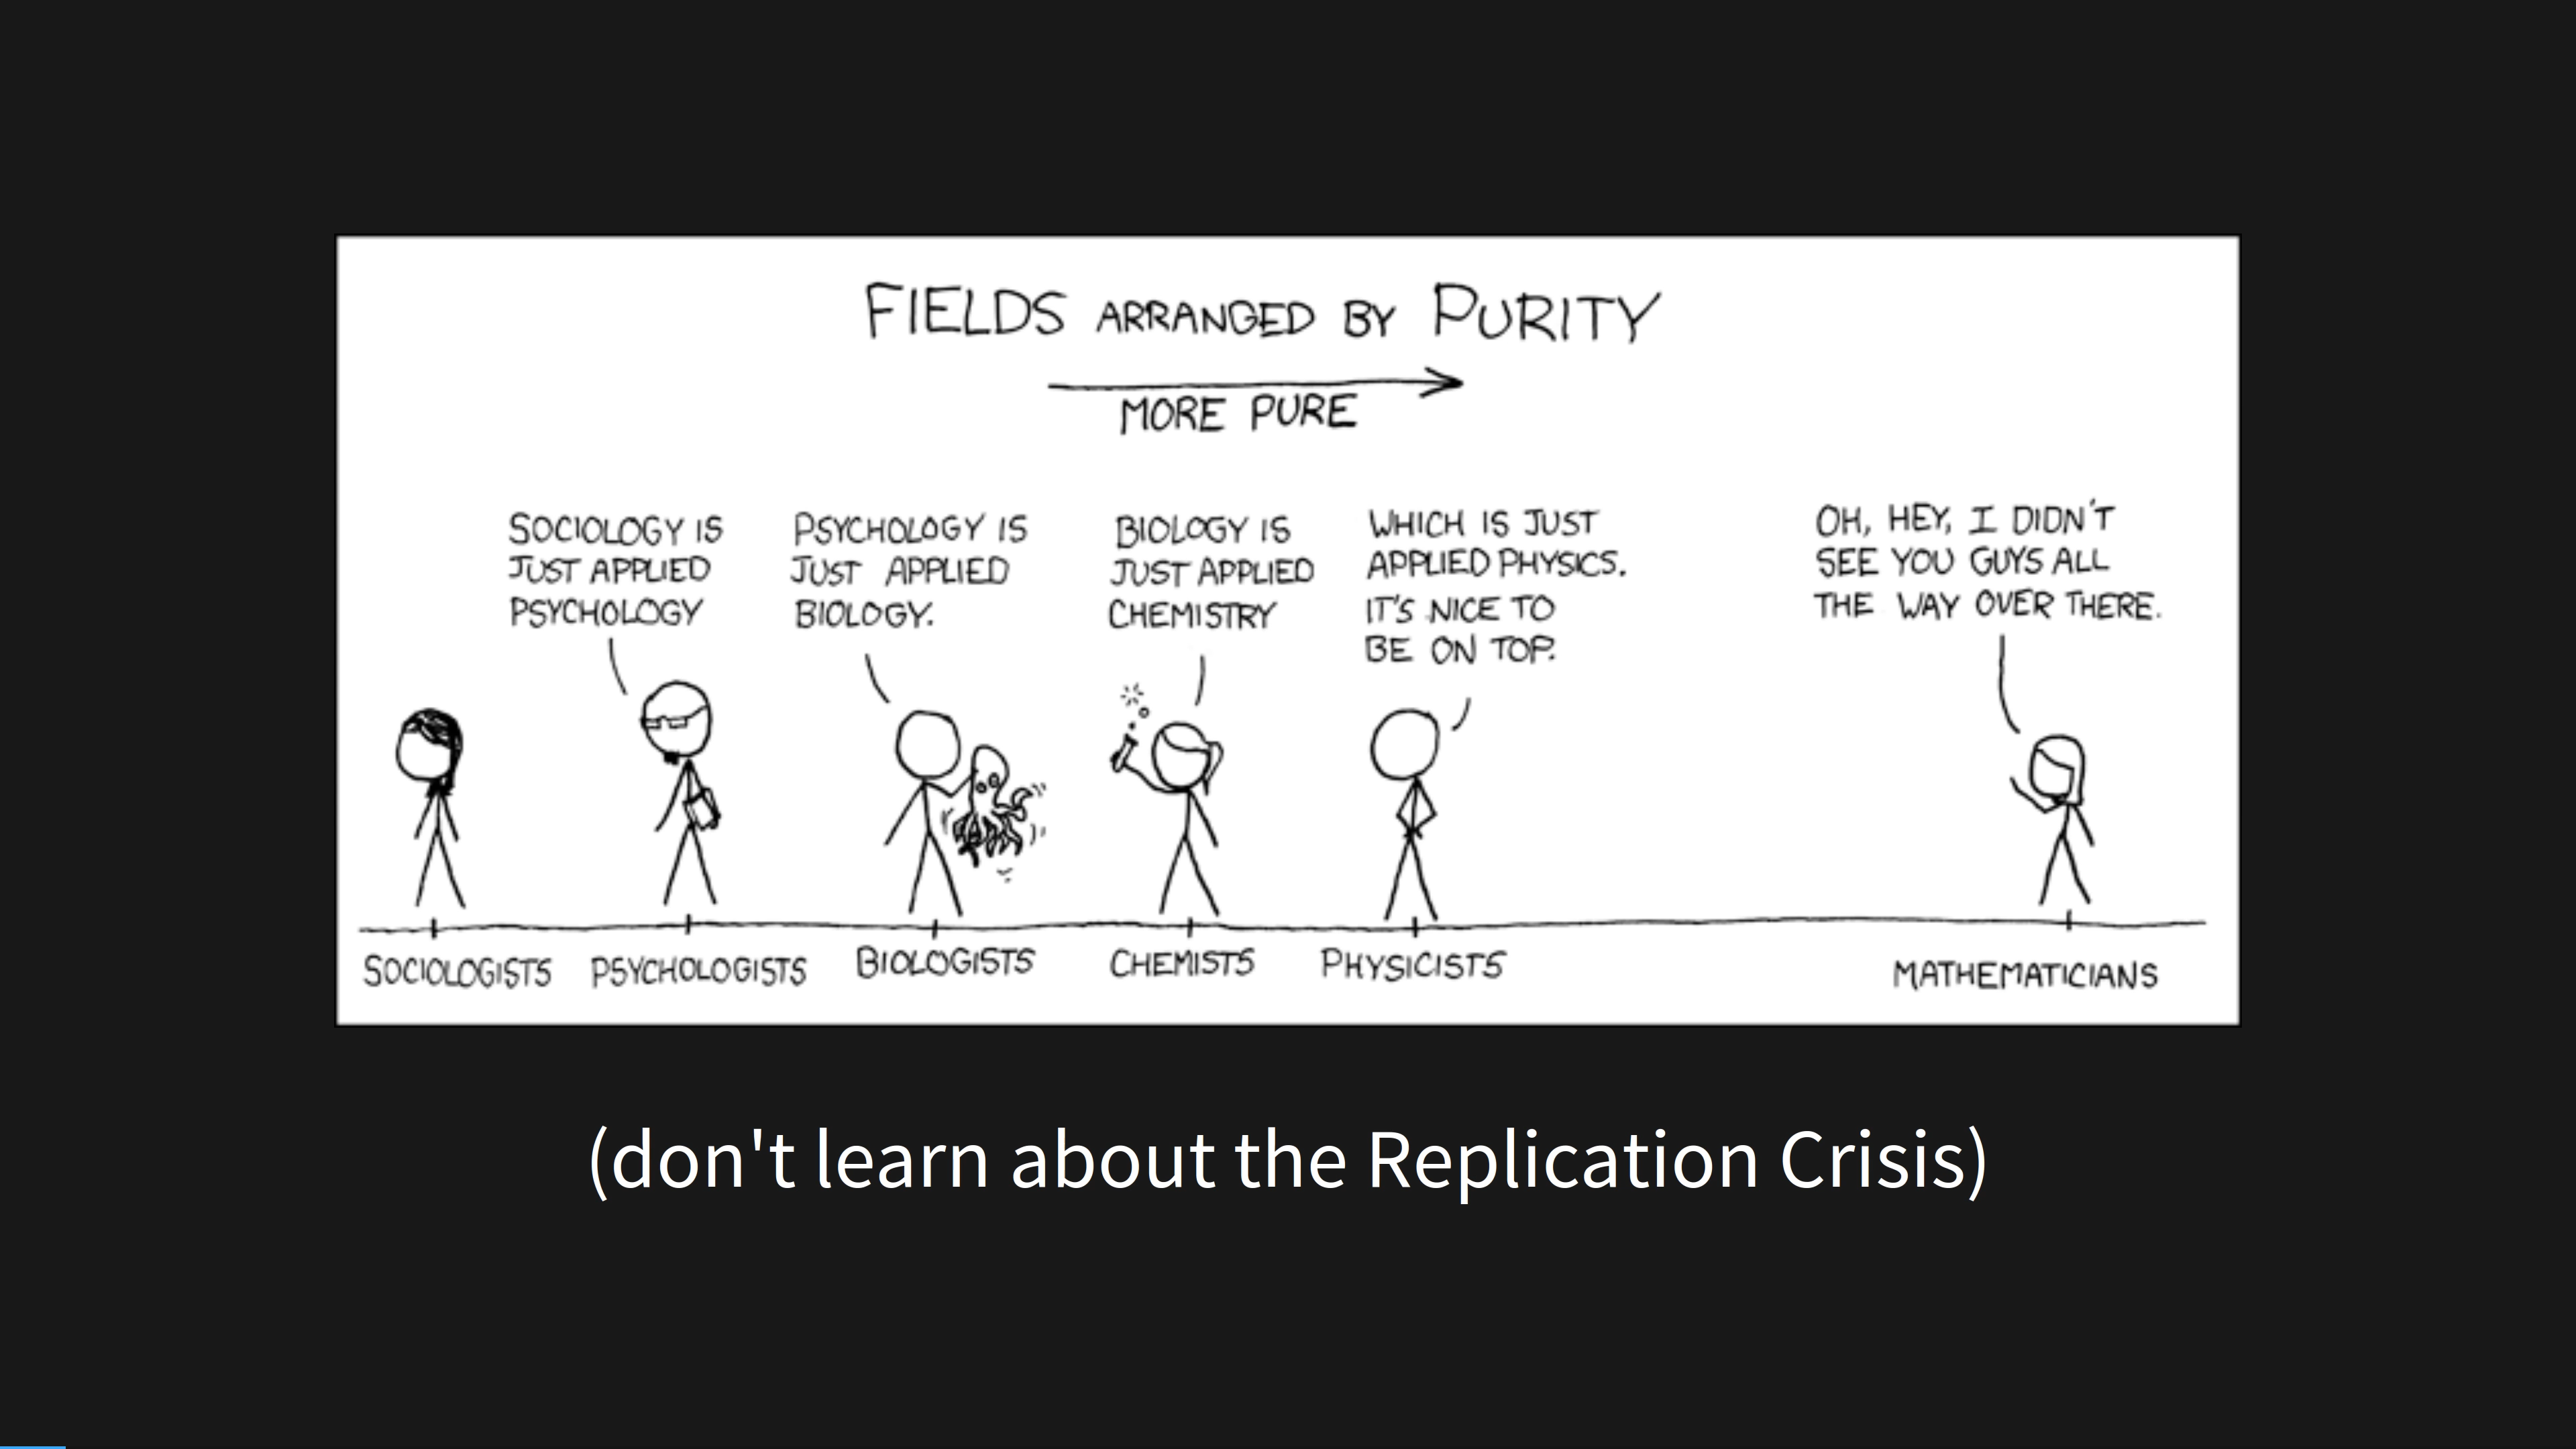 FIELDS ARRANGED BY PURITY
MORE PURE
SOCIOLOGY IS
JUST APPLIED
PSYCHOLOGY
PSYCHOLOGY IS
JUST APPLIED
BIOLOGY.
BIOLOGY IS
JUST APPLIED
CHEMISTRY
WHICH IS JUST
APPLIED PHYSICS.
IT'S NICE TO
BE ON TOP.
OH, HEY, I DIDN'T
SEE YOU GUYS ALL
THE WAY OVER THERE.
SOCIOLOGISTS
PSYCHOLOGISTS
BIOLOGISTS
CHEMISTS
PHYSICISTS
MATHEMATICIANS
(don't learn about the Replication Crisis)